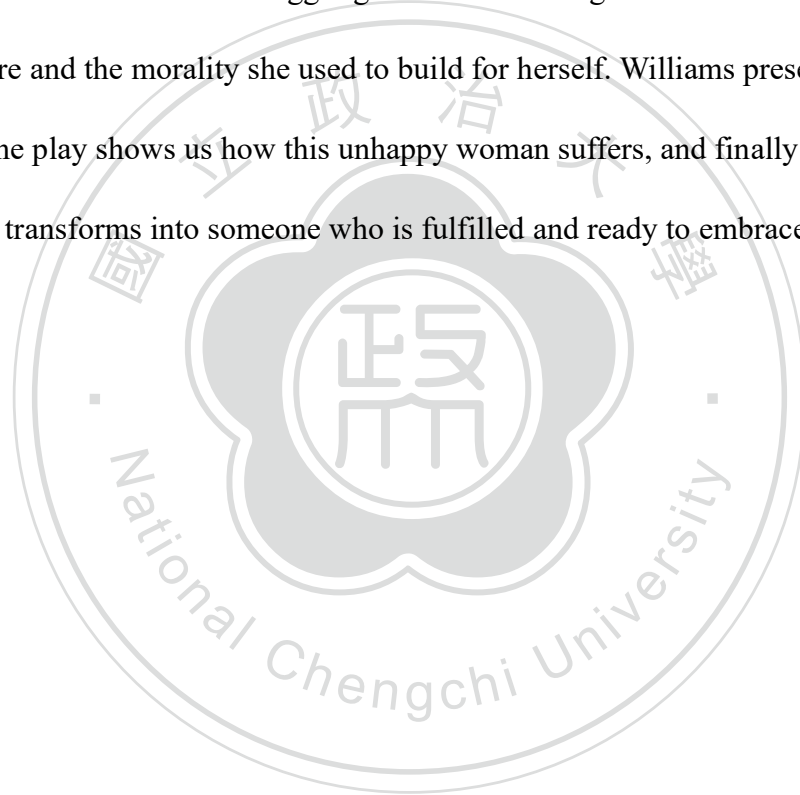 re and the morality she used to build for herself. Williams prese
he play shows us how this unhappy woman suffers, and finally
transforms into someone who is fulfilled and ready to embrace
國立政治大學
政大
National Chengchi University